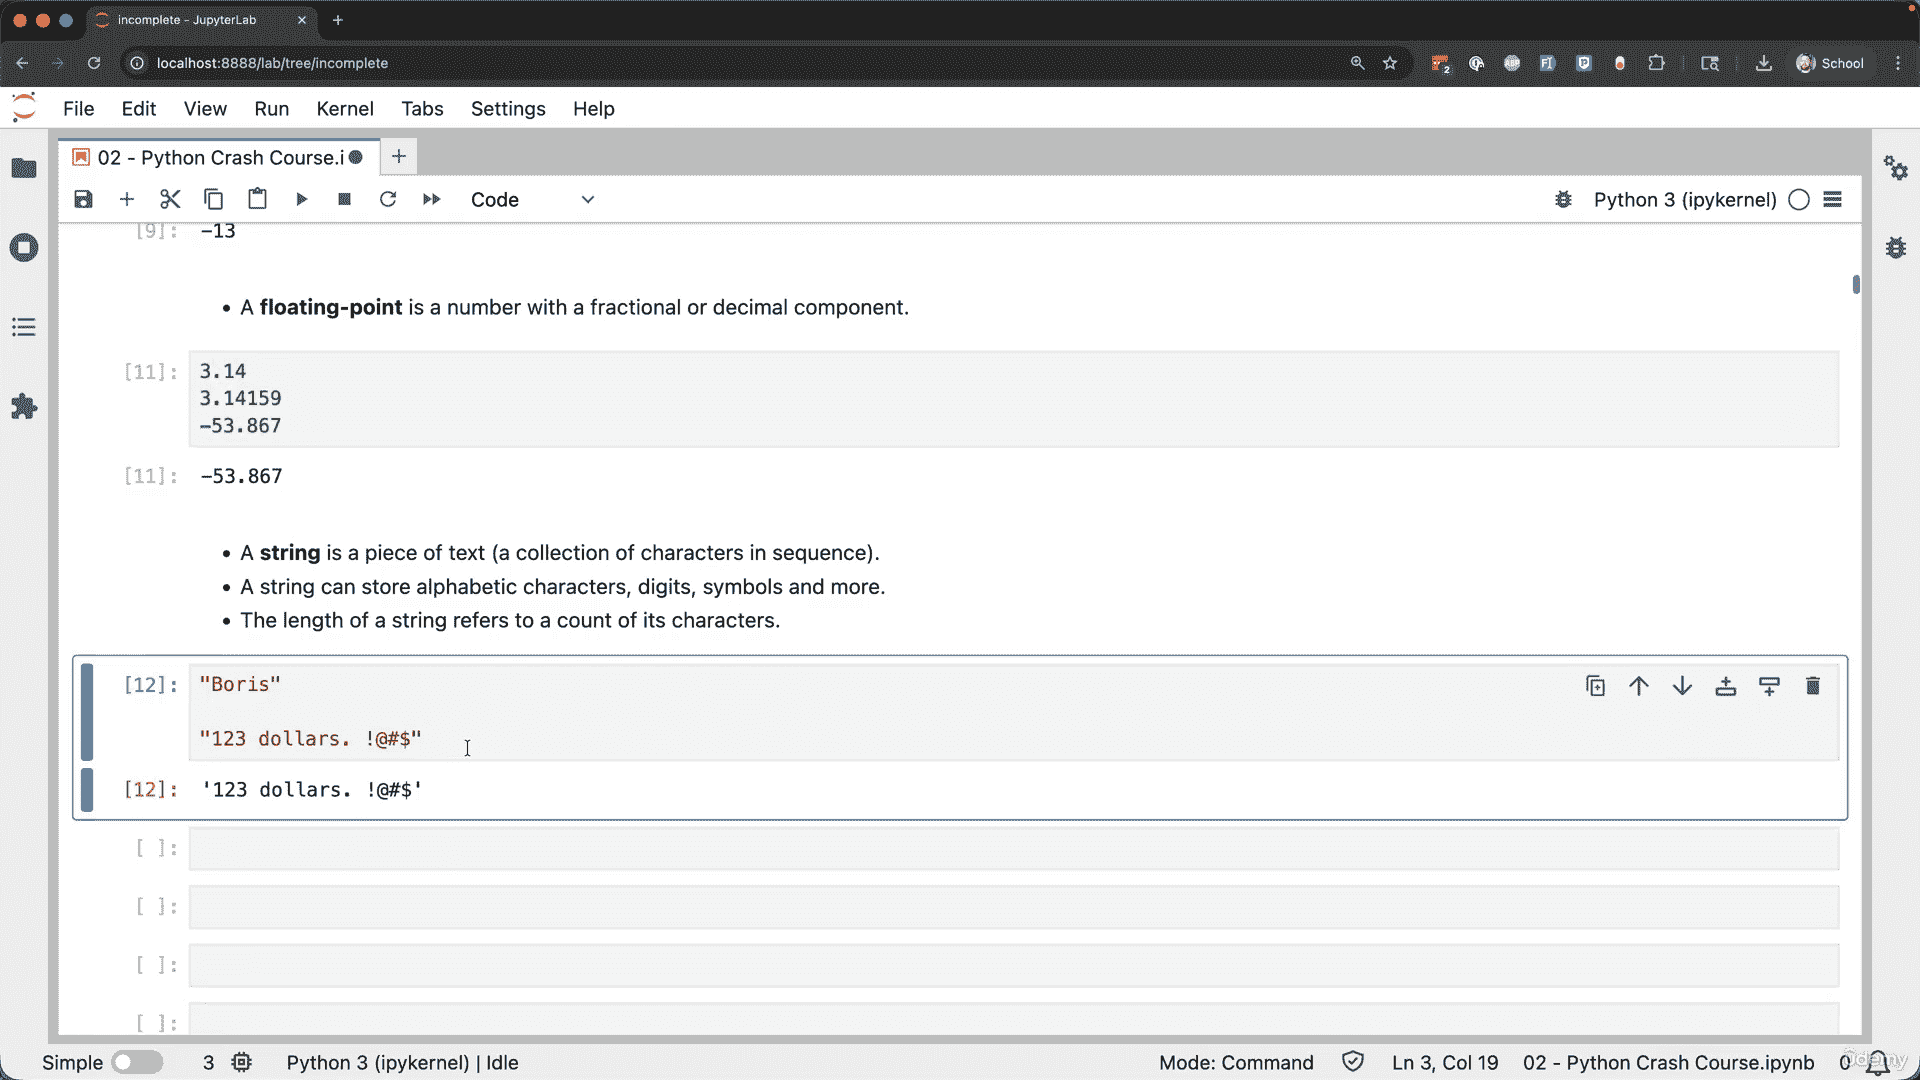 incomplete - JupyterLab
localhost:8888/lab/tree/incomplete
2
ABP
School
File Edit View Run Kernel Tabs Settings Help
02 - Python Crash Course.i
Code
Python 3 (ipykernel)
[9]: -13
• A floating-point is a number with a fractional or decimal component.
[11]: 3.14
3.14159
-53.867
[11]: -53.867
• A string is a piece of text (a collection of characters in sequence).
• A string can store alphabetic characters, digits, symbols and more.
• The length of a string refers to a count of its characters.
[12]: "Boris"
"123 dollars. !@#$"
[12]: '123 dollars. !@#$'
[ ]:
[ ]:
[ ]:
[ ]:
Simple 3 Python 3 (ipykernel) | Idle Mode: Command Ln 3, Col 19 02 - Python Crash Course.ipynb 0
udemy